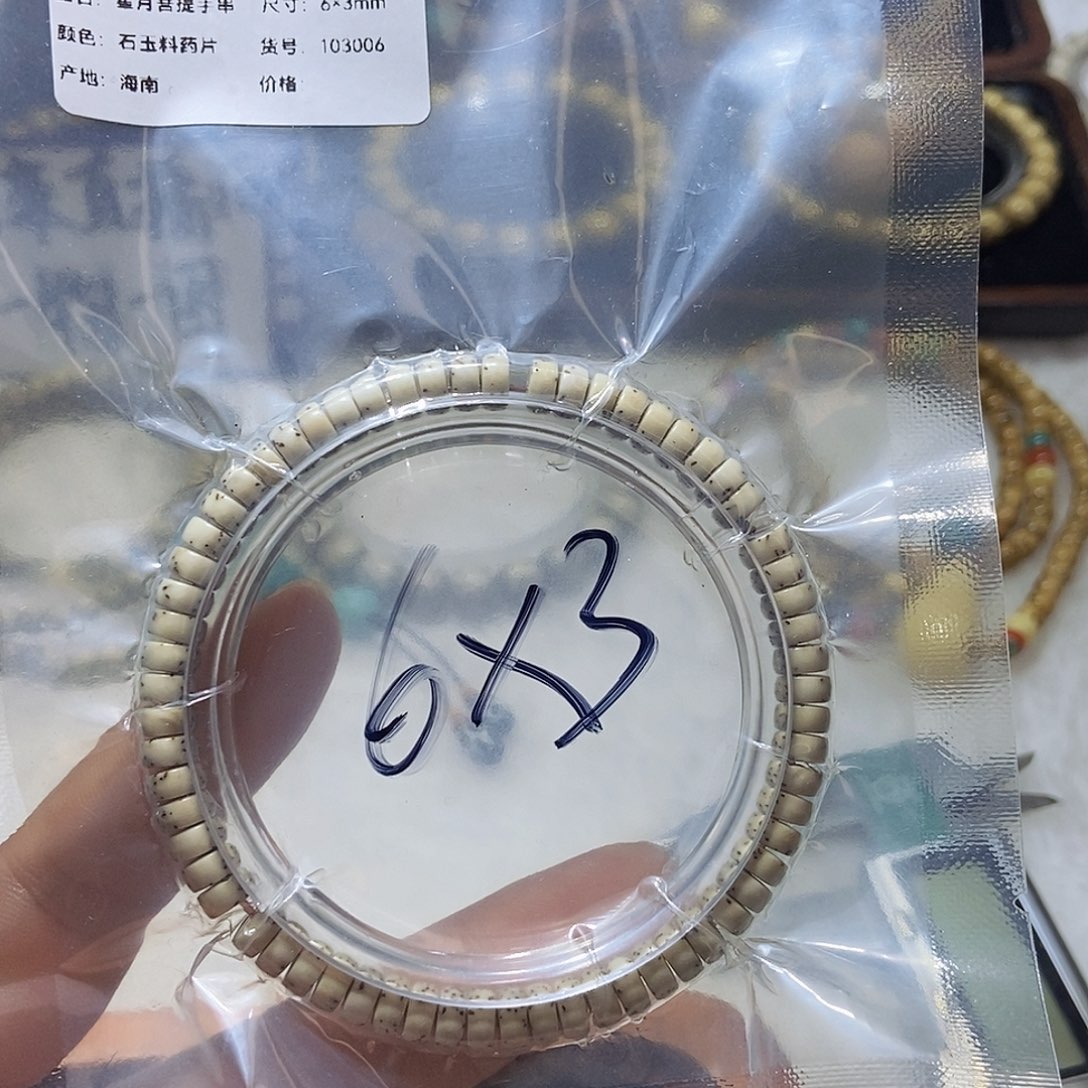 星月菩提手串 尺寸: 6×3mm
颜色: 石玉料药片 货号 103006
产地: 海南 价格
6×3